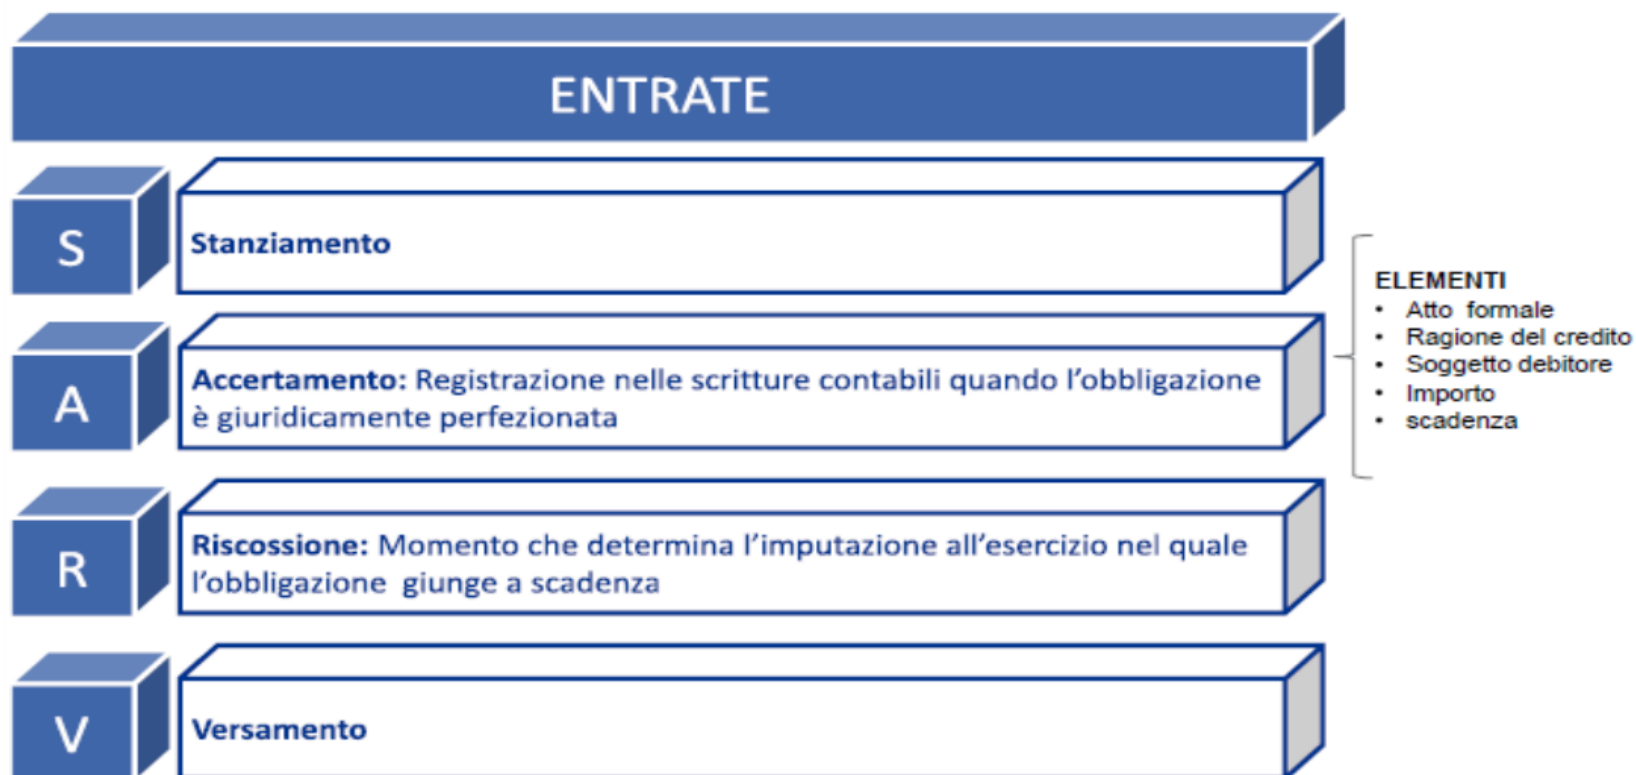 ENTRATE
S
Stanziamento
A
Accertamento: Registrazione nelle scritture contabili quando l’obbligazione
è giuridicamente perfezionata
ELEMENTI
• Atto formale
• Ragione del credito
• Soggetto debitore
• Importo
• scadenza
R
Riscossione: Momento che determina l’imputazione all’esercizio nel quale
l’obbligazione giunge a scadenza
V
Versamento